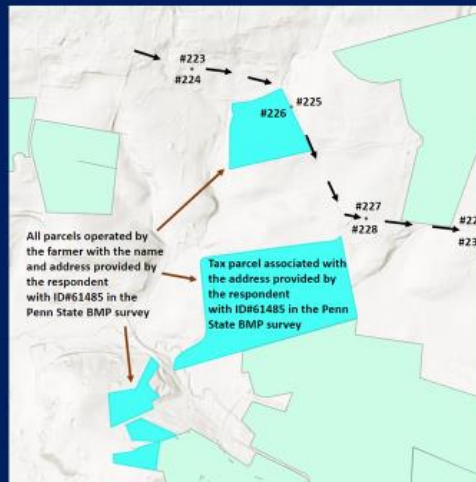 #223
#224
#225
#226
#227
#228
#22
#23
All parcels operated by
the farmer with the name
and address provided by
the respondent
with ID#61485 in the
Penn State BMP survey
Tax parcel associated with
the address provided by
the respondent
with ID#61485 in the Penn
State BMP survey